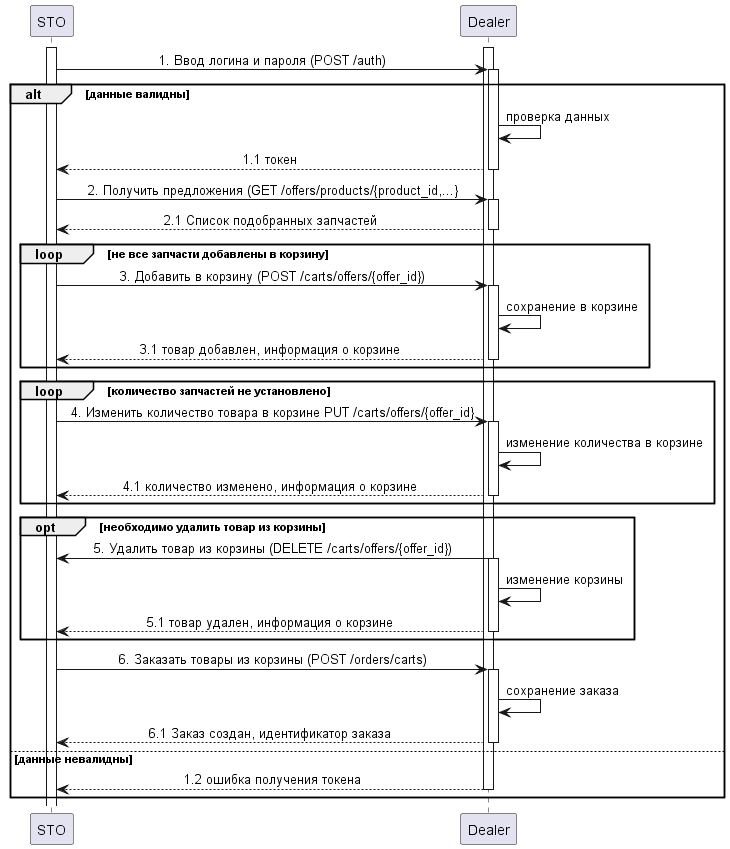 STO Dealer
1. Ввод логина и пароля (POST /auth)
alt [данные валидны]
проверка данных
1.1 токен
2. Получить предложения (GET /offers/products/{product_id,...}
2.1 Список подобранных запчастей
loop [не все запчасти добавлены в корзину]
3. Добавить в корзину (POST /carts/offers/{offer_id})
сохранение в корзине
3.1 товар добавлен, информация о корзине
loop [количество запчастей не установлено]
4. Изменить количество товара в корзине PUT /carts/offers/{offer_id}
изменение количества в корзине
4.1 количество изменено, информация о корзине
opt [необходимо удалить товар из корзины]
5. Удалить товар из корзины (DELETE /carts/offers/{offer_id})
изменение корзины
5.1 товар удален, информация о корзине
6. Заказать товары из корзины (POST /orders/carts)
сохранение заказа
6.1 Заказ создан, идентификатор заказа
[данные невалидны]
1.2 ошибка получения токена
STO Dealer